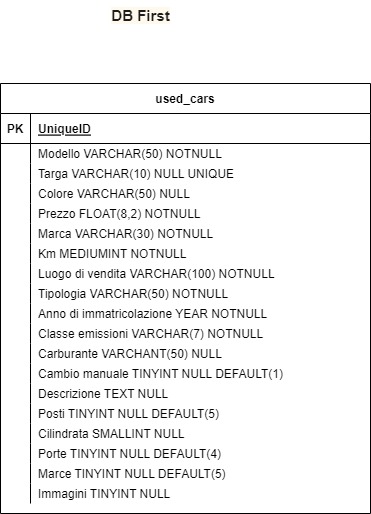 DB First
used_cars
PK UniqueID
Modello VARCHAR(50) NOTNULL
Targa VARCHAR(10) NULL UNIQUE
Colore VARCHAR(50) NULL
Prezzo FLOAT(8,2) NOTNULL
Marca VARCHAR(30) NOTNULL
Km MEDIUMINT NOTNULL
Luogo di vendita VARCHAR(100) NOTNULL
Tipologia VARCHAR(50) NOTNULL
Anno di immatricolazione YEAR NOTNULL
Classe emissioni VARCHAR(7) NOTNULL
Carburante VARCHANT(50) NULL
Cambio manuale TINYINT NULL DEFAULT(1)
Descrizione TEXT NULL
Posti TINYINT NULL DEFAULT(5)
Cilindrata SMALLINT NULL
Porte TINYINT NULL DEFAULT(4)
Marce TINYINT NULL DEFAULT(5)
Immagini TINYINT NULL